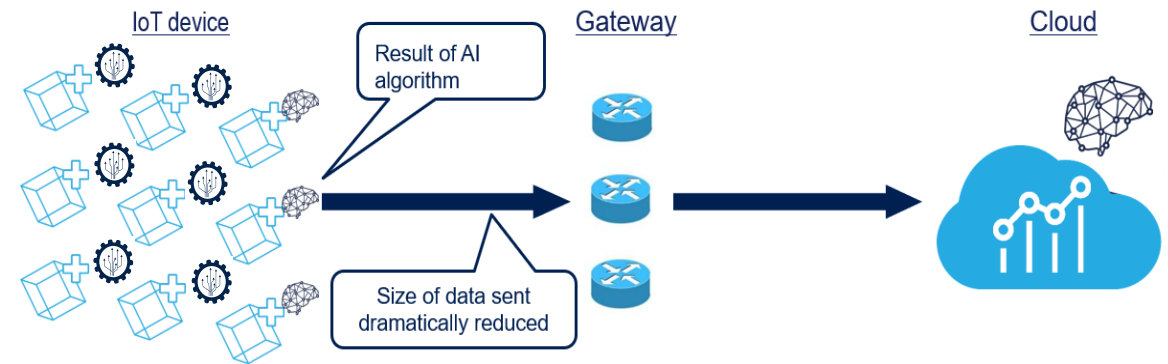 IoT device
Gateway
Cloud
Result of AI
algorithm
Size of data sent
dramatically reduced